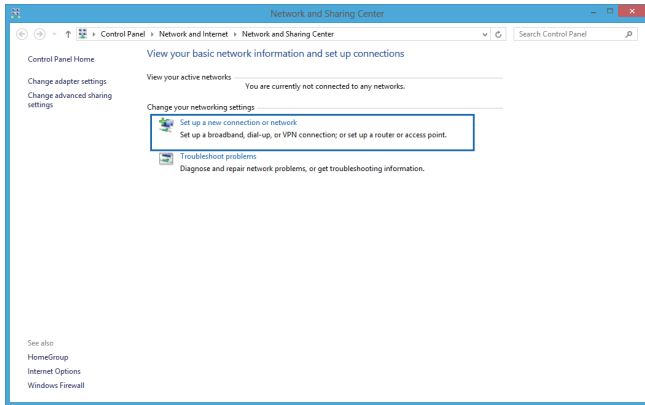 Network and Sharing Center
Control Panel › Network and Internet › Network and Sharing Center
Search Control Panel
Control Panel Home
Change adapter settings
Change advanced sharing
settings
View your basic network information and set up connections
View your active networks
You are currently not connected to any networks.
Change your networking settings
Set up a new connection or network
Set up a broadband, dial-up, or VPN connection; or set up a router or access point.
Troubleshoot problems
Diagnose and repair network problems, or get troubleshooting information.
See also
HomeGroup
Internet Options
Windows Firewall